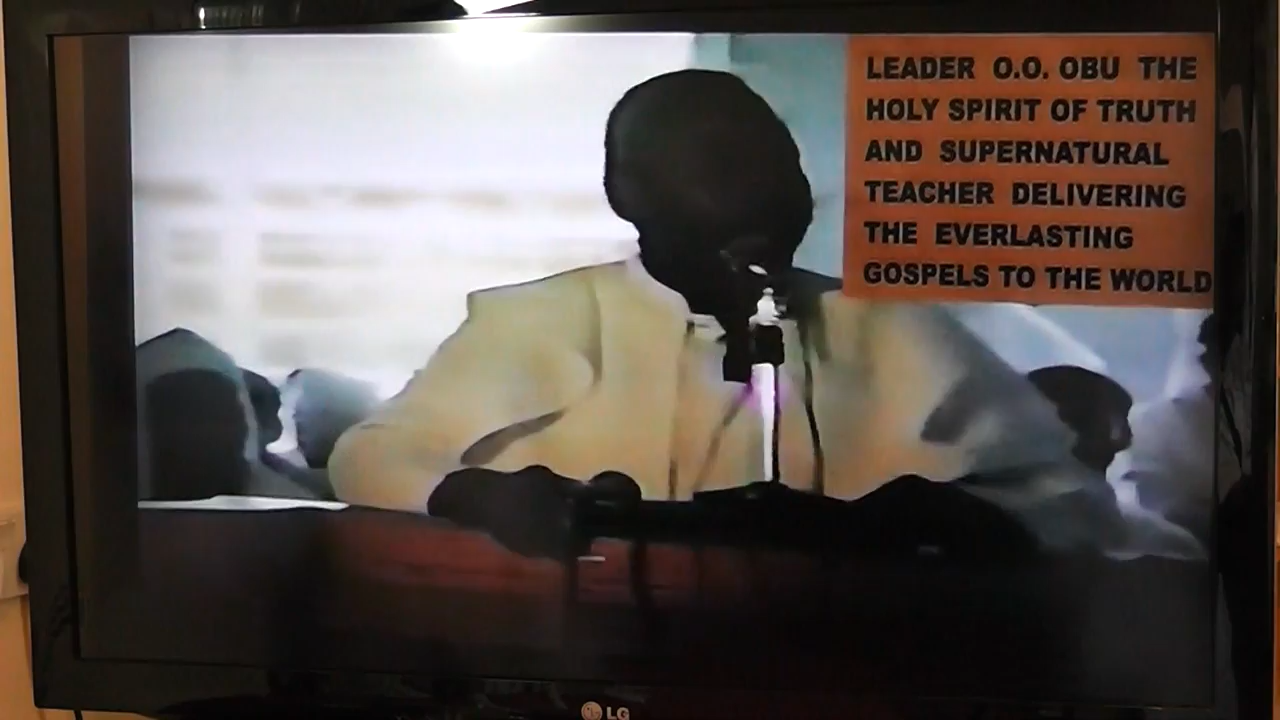 LEADER O.O. OBU THE
HOLY SPIRIT OF TRUTH
AND SUPERNATURAL
TEACHER DELIVERING
THE EVERLASTING
GOSPELS TO THE WORLD
LG